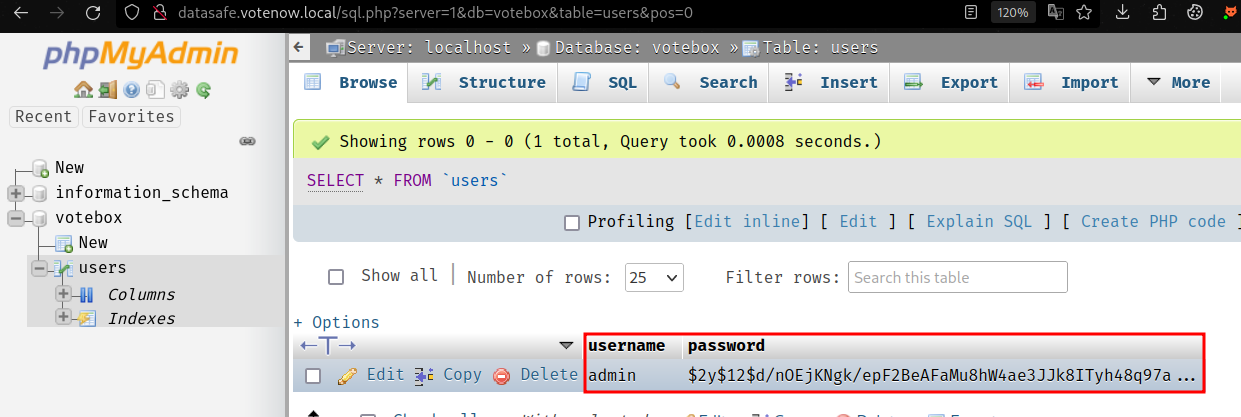 datasafe.votenow.local/sql.php?server=1&db=votebox&table=users&pos=0
120%
phpMyAdmin
Server: localhost » Database: votebox » Table: users
Browse Structure SQL Search Insert Export Import More
Recent Favorites
Showing rows 0 - 0 (1 total, Query took 0.0008 seconds.)
New
SELECT * FROM `users`
information_schema
votebox
Profiling [Edit inline] [ Edit ] [ Explain SQL ] [ Create PHP code ]
New
users
Show all Number of rows: 25 Filter rows: Search this table
Columns
Indexes
+ Options
←T→ username password
Edit Copy Delete admin $2y$12$d/nOEjKNgk/epF2BeAFaMu8hW4ae3JJk8ITyh48q97a...